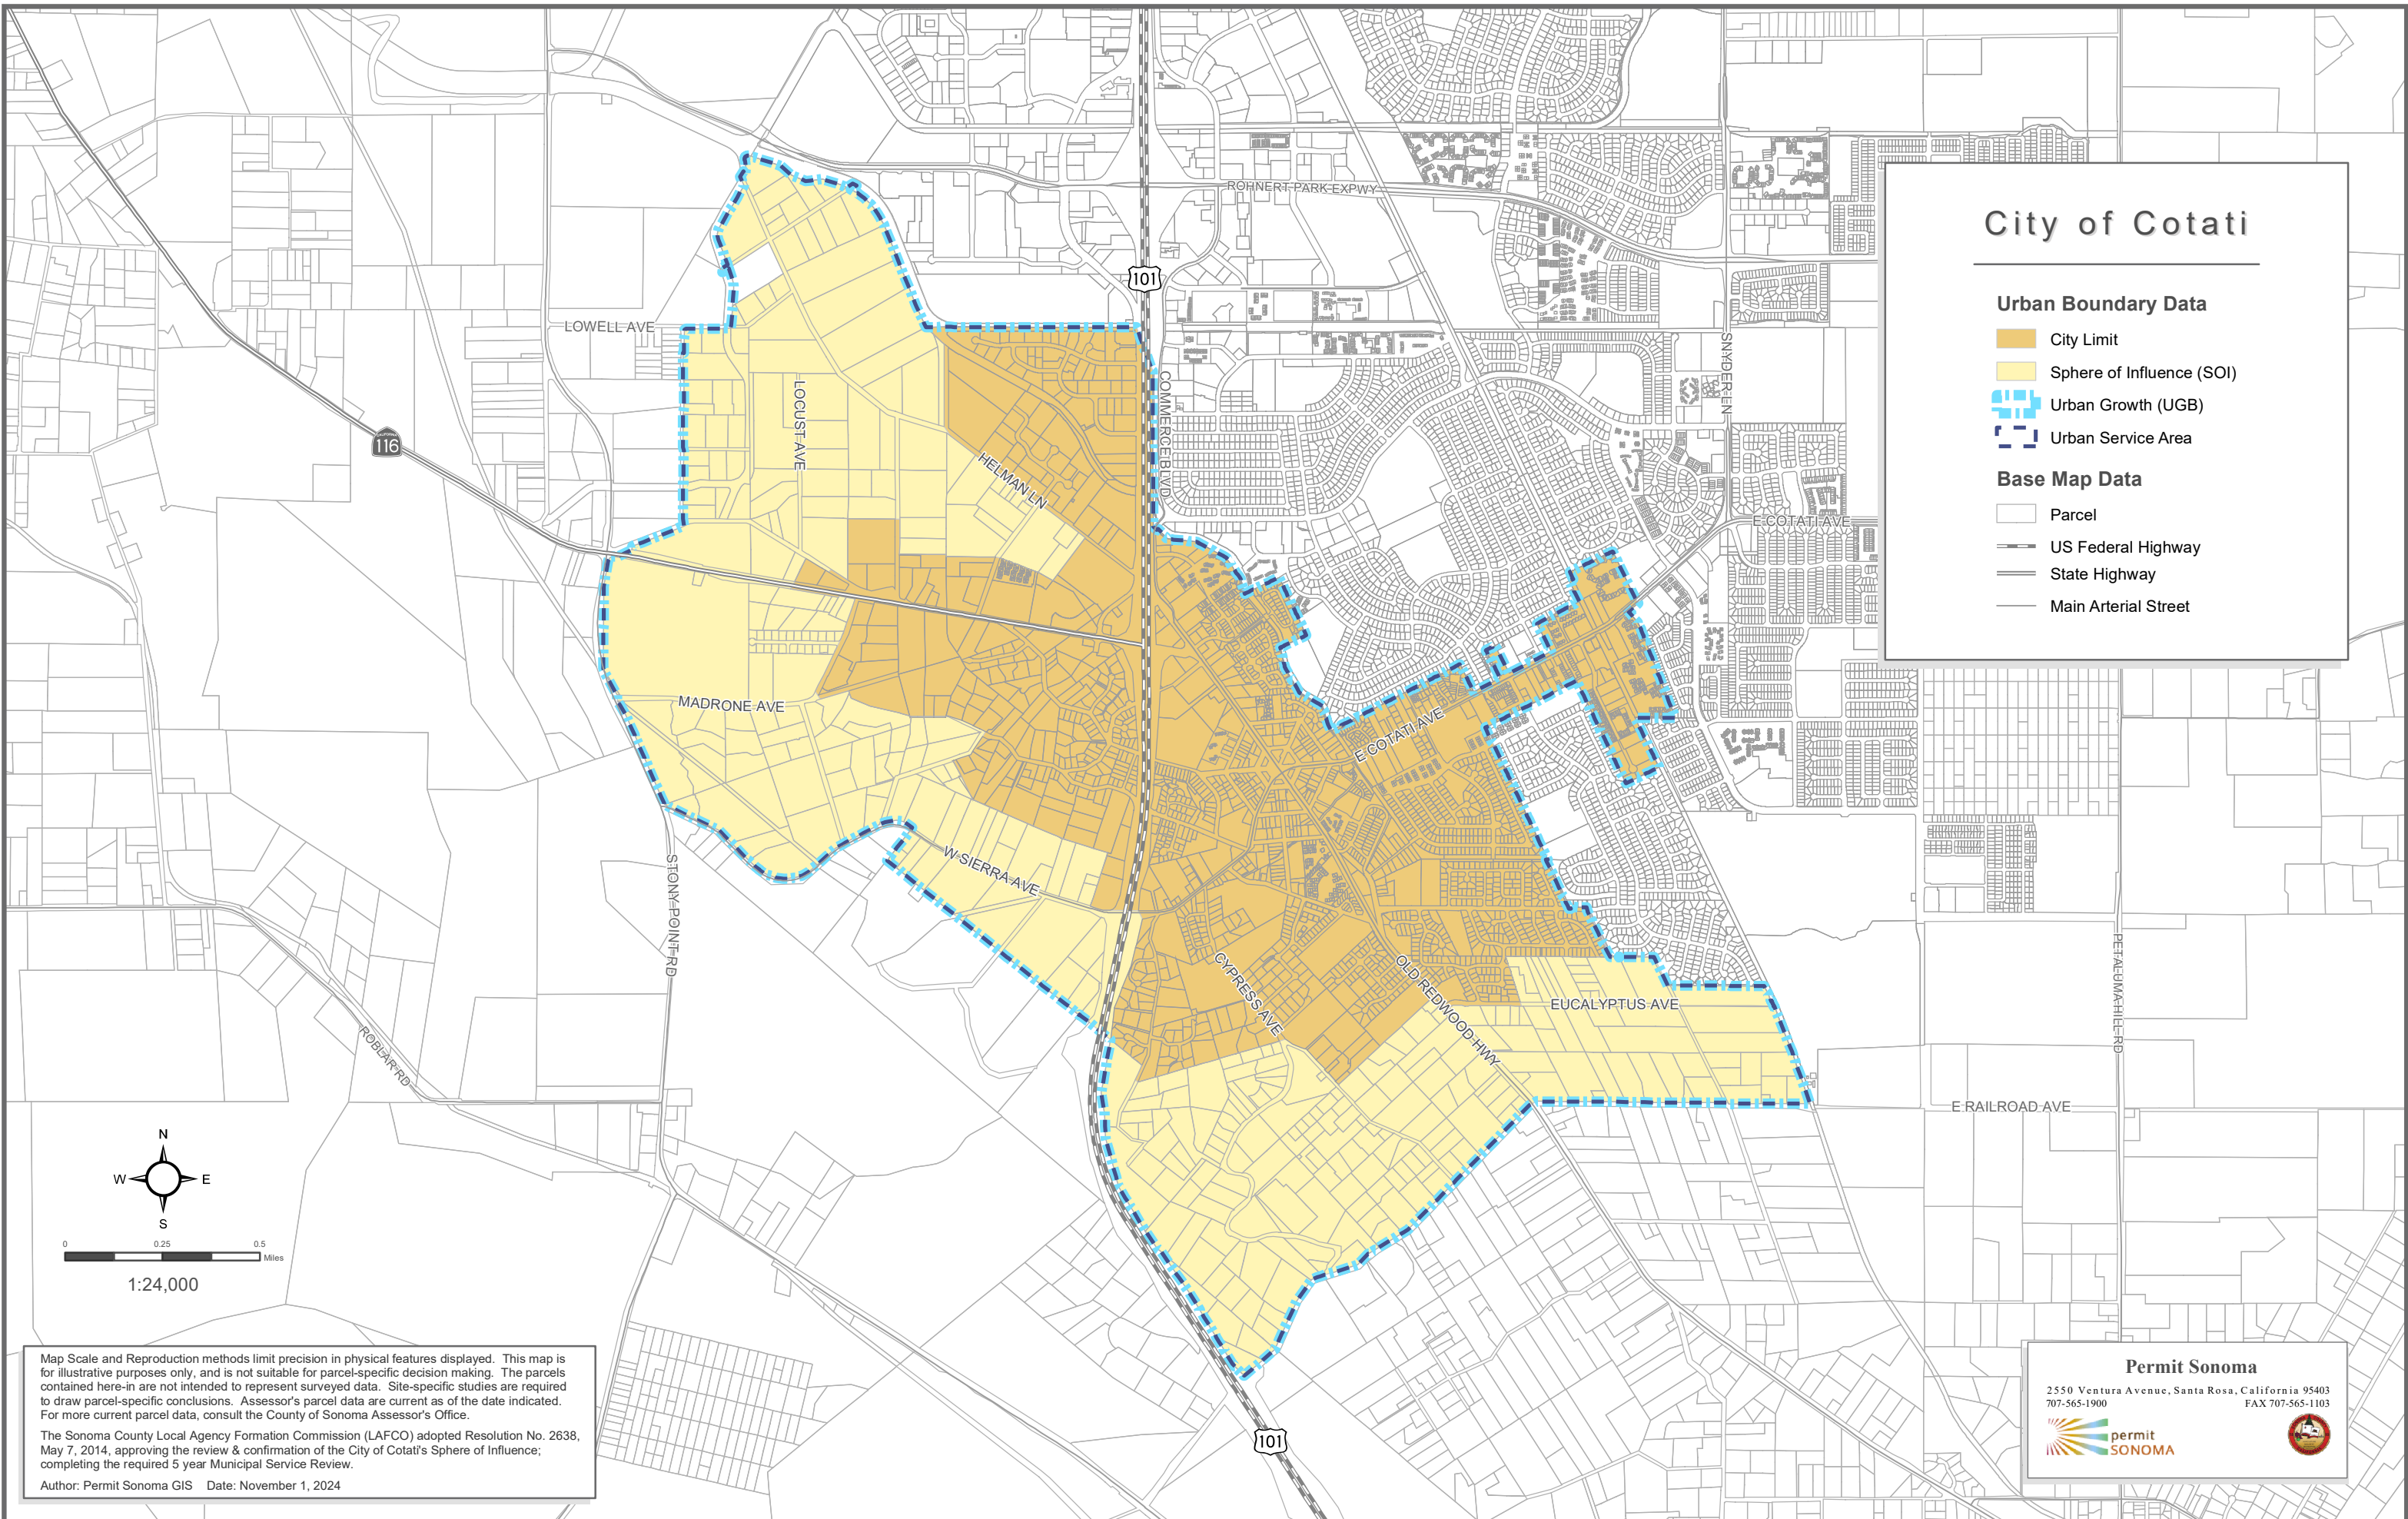 City of Cotati
Urban Boundary Data
City Limit
Sphere of Influence (SOI)
Urban Growth (UGB)
Urban Service Area
Base Map Data
Parcel
US Federal Highway
State Highway
Main Arterial Street
ROHNERT PARK EXPWY
101
LOWELL AVE
SNYDER LN
LOCUST AVE
COMMERCE BLVD
CALIFORNIA
116
HELMAN LN
E COTATI AVE
MADRONE AVE
E COTATI AVE
W SIERRA AVE
STONY POINT RD
CYPRESS AVE
OLD REDWOOD HWY
EUCALYPTUS AVE
PETALUMA HILL RD
ROBLAR RD
E RAILROAD AVE
101
N
W E
S
0 0.25 0.5
Miles
1:24,000
Map Scale and Reproduction methods limit precision in physical features displayed. This map is
for illustrative purposes only, and is not suitable for parcel-specific decision making. The parcels
contained here-in are not intended to represent surveyed data. Site-specific studies are required
to draw parcel-specific conclusions. Assessor's parcel data are current as of the date indicated.
For more current parcel data, consult the County of Sonoma Assessor's Office.
The Sonoma County Local Agency Formation Commission (LAFCO) adopted Resolution No. 2638,
May 7, 2014, approving the review & confirmation of the City of Cotati's Sphere of Influence;
completing the required 5 year Municipal Service Review.
Author: Permit Sonoma GIS Date: November 1, 2024
Permit Sonoma
2550 Ventura Avenue, Santa Rosa, California 95403
707-565-1900 FAX 707-565-1103
permit
SONOMA